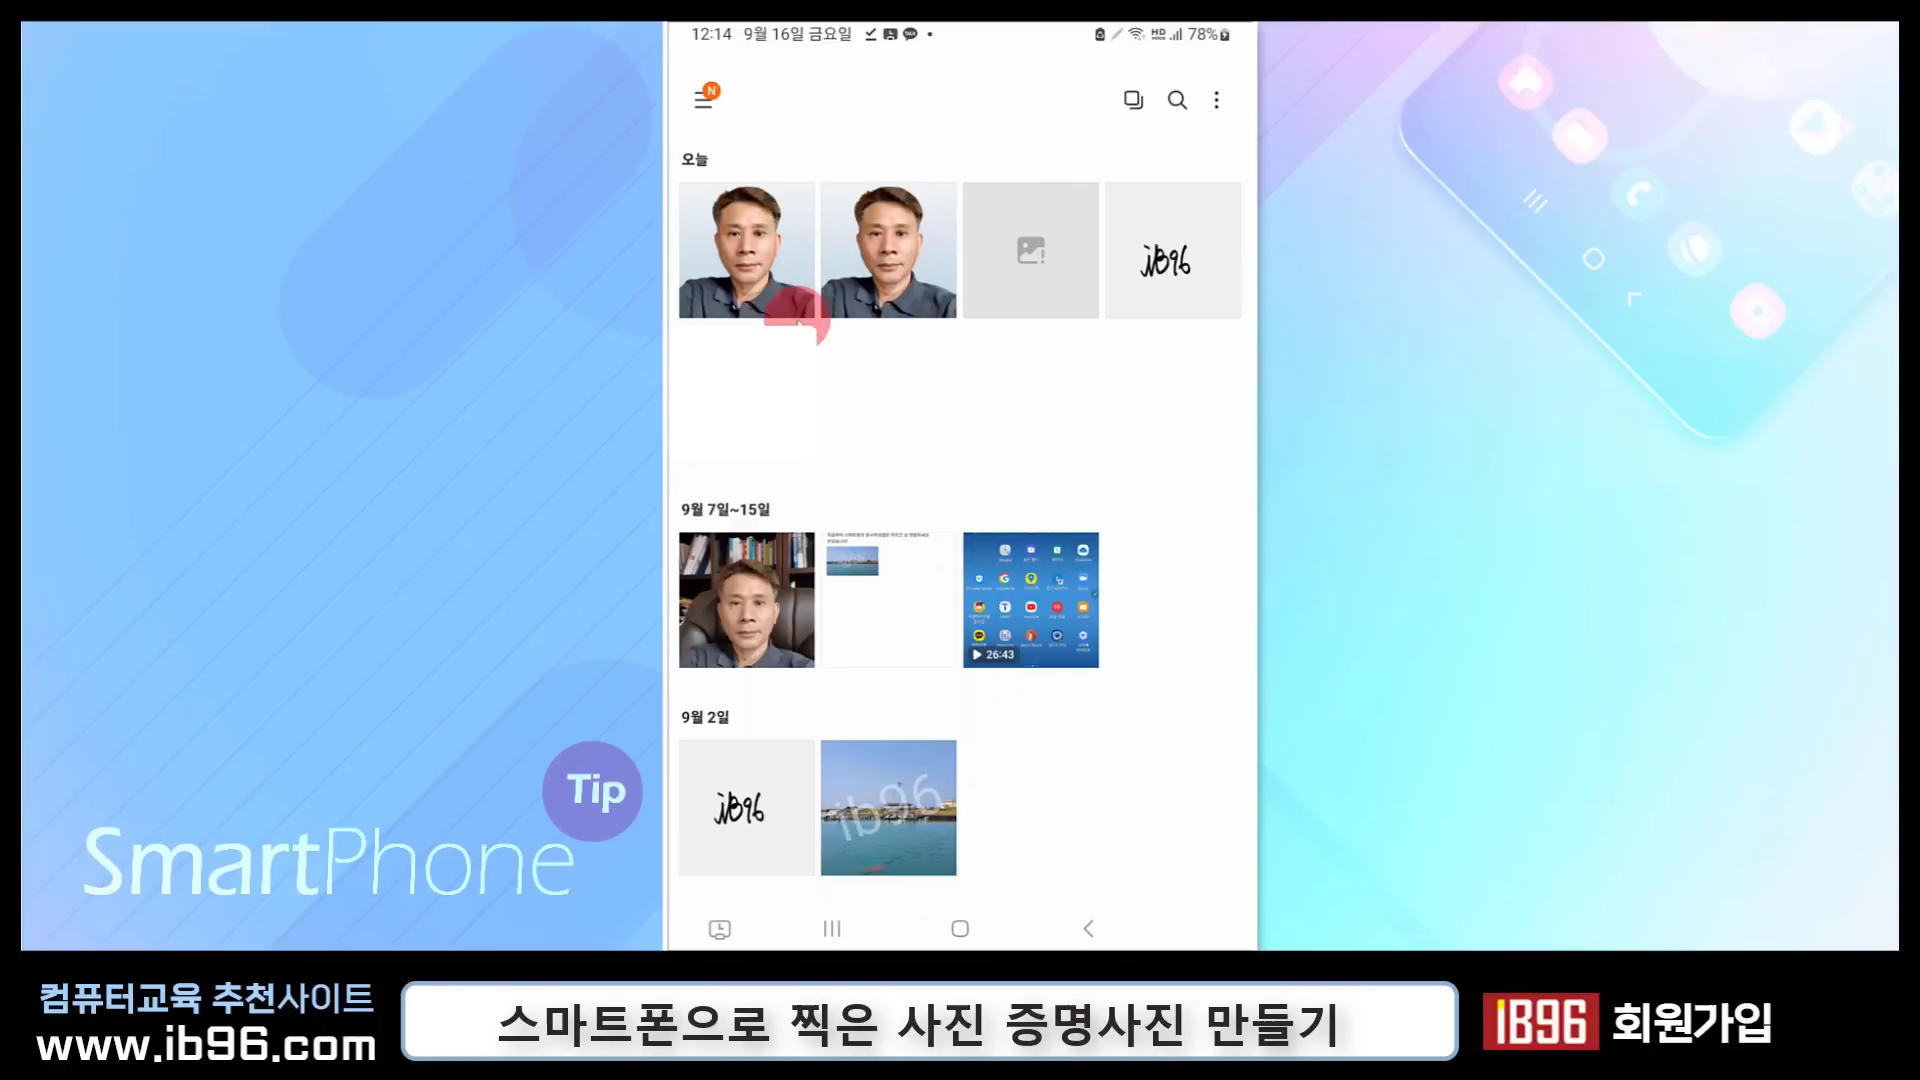 12:14 9월 16일 금요일
78%
N
오늘
iB96
9월 7일~15일
26:43
9월 2일
iB96
ib96
Tip
SmartPhone
컴퓨터교육 추천사이트
www.ib96.com
스마트폰으로 찍은 사진 증명사진 만들기
IB96 회원가입